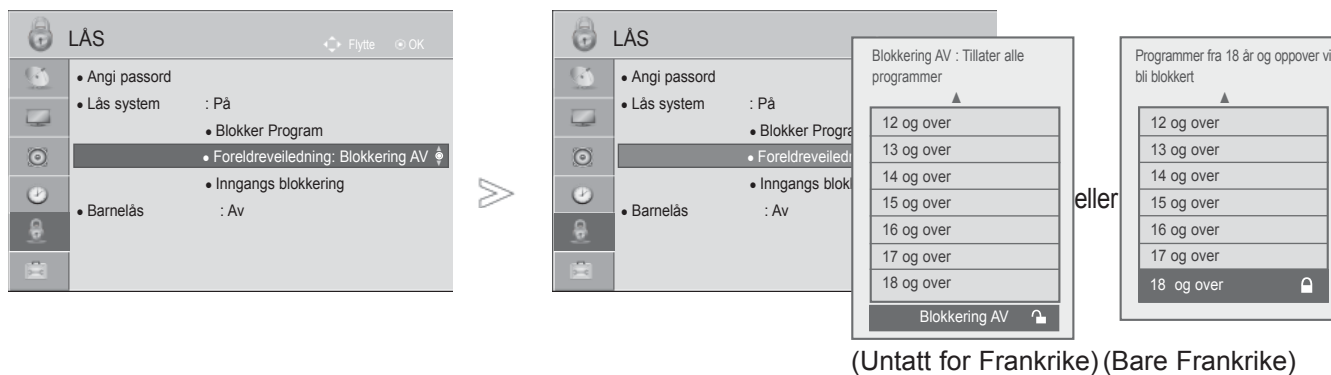 LÅS
Flytte OK
• Angi passord
• Lås system : På
• Blokker Program
• Foreldreveiledning: Blokkering AV
• Inngangs blokkering
• Barnelås : Av
LÅS
• Angi passord
• Lås system : På
• Blokker Progra
• Foreldreveiledn
• Inngangs blokk
• Barnelås : Av
Blokkering AV : Tillater alle
programmer
12 og over
13 og over
14 og over
15 og over
16 og over
17 og over
18 og over
Blokkering AV
eller
Programmer fra 18 år og oppover vi
bli blokkert
12 og over
13 og over
14 og over
15 og over
16 og over
17 og over
18 og over
(Untatt for Frankrike) (Bare Frankrike)